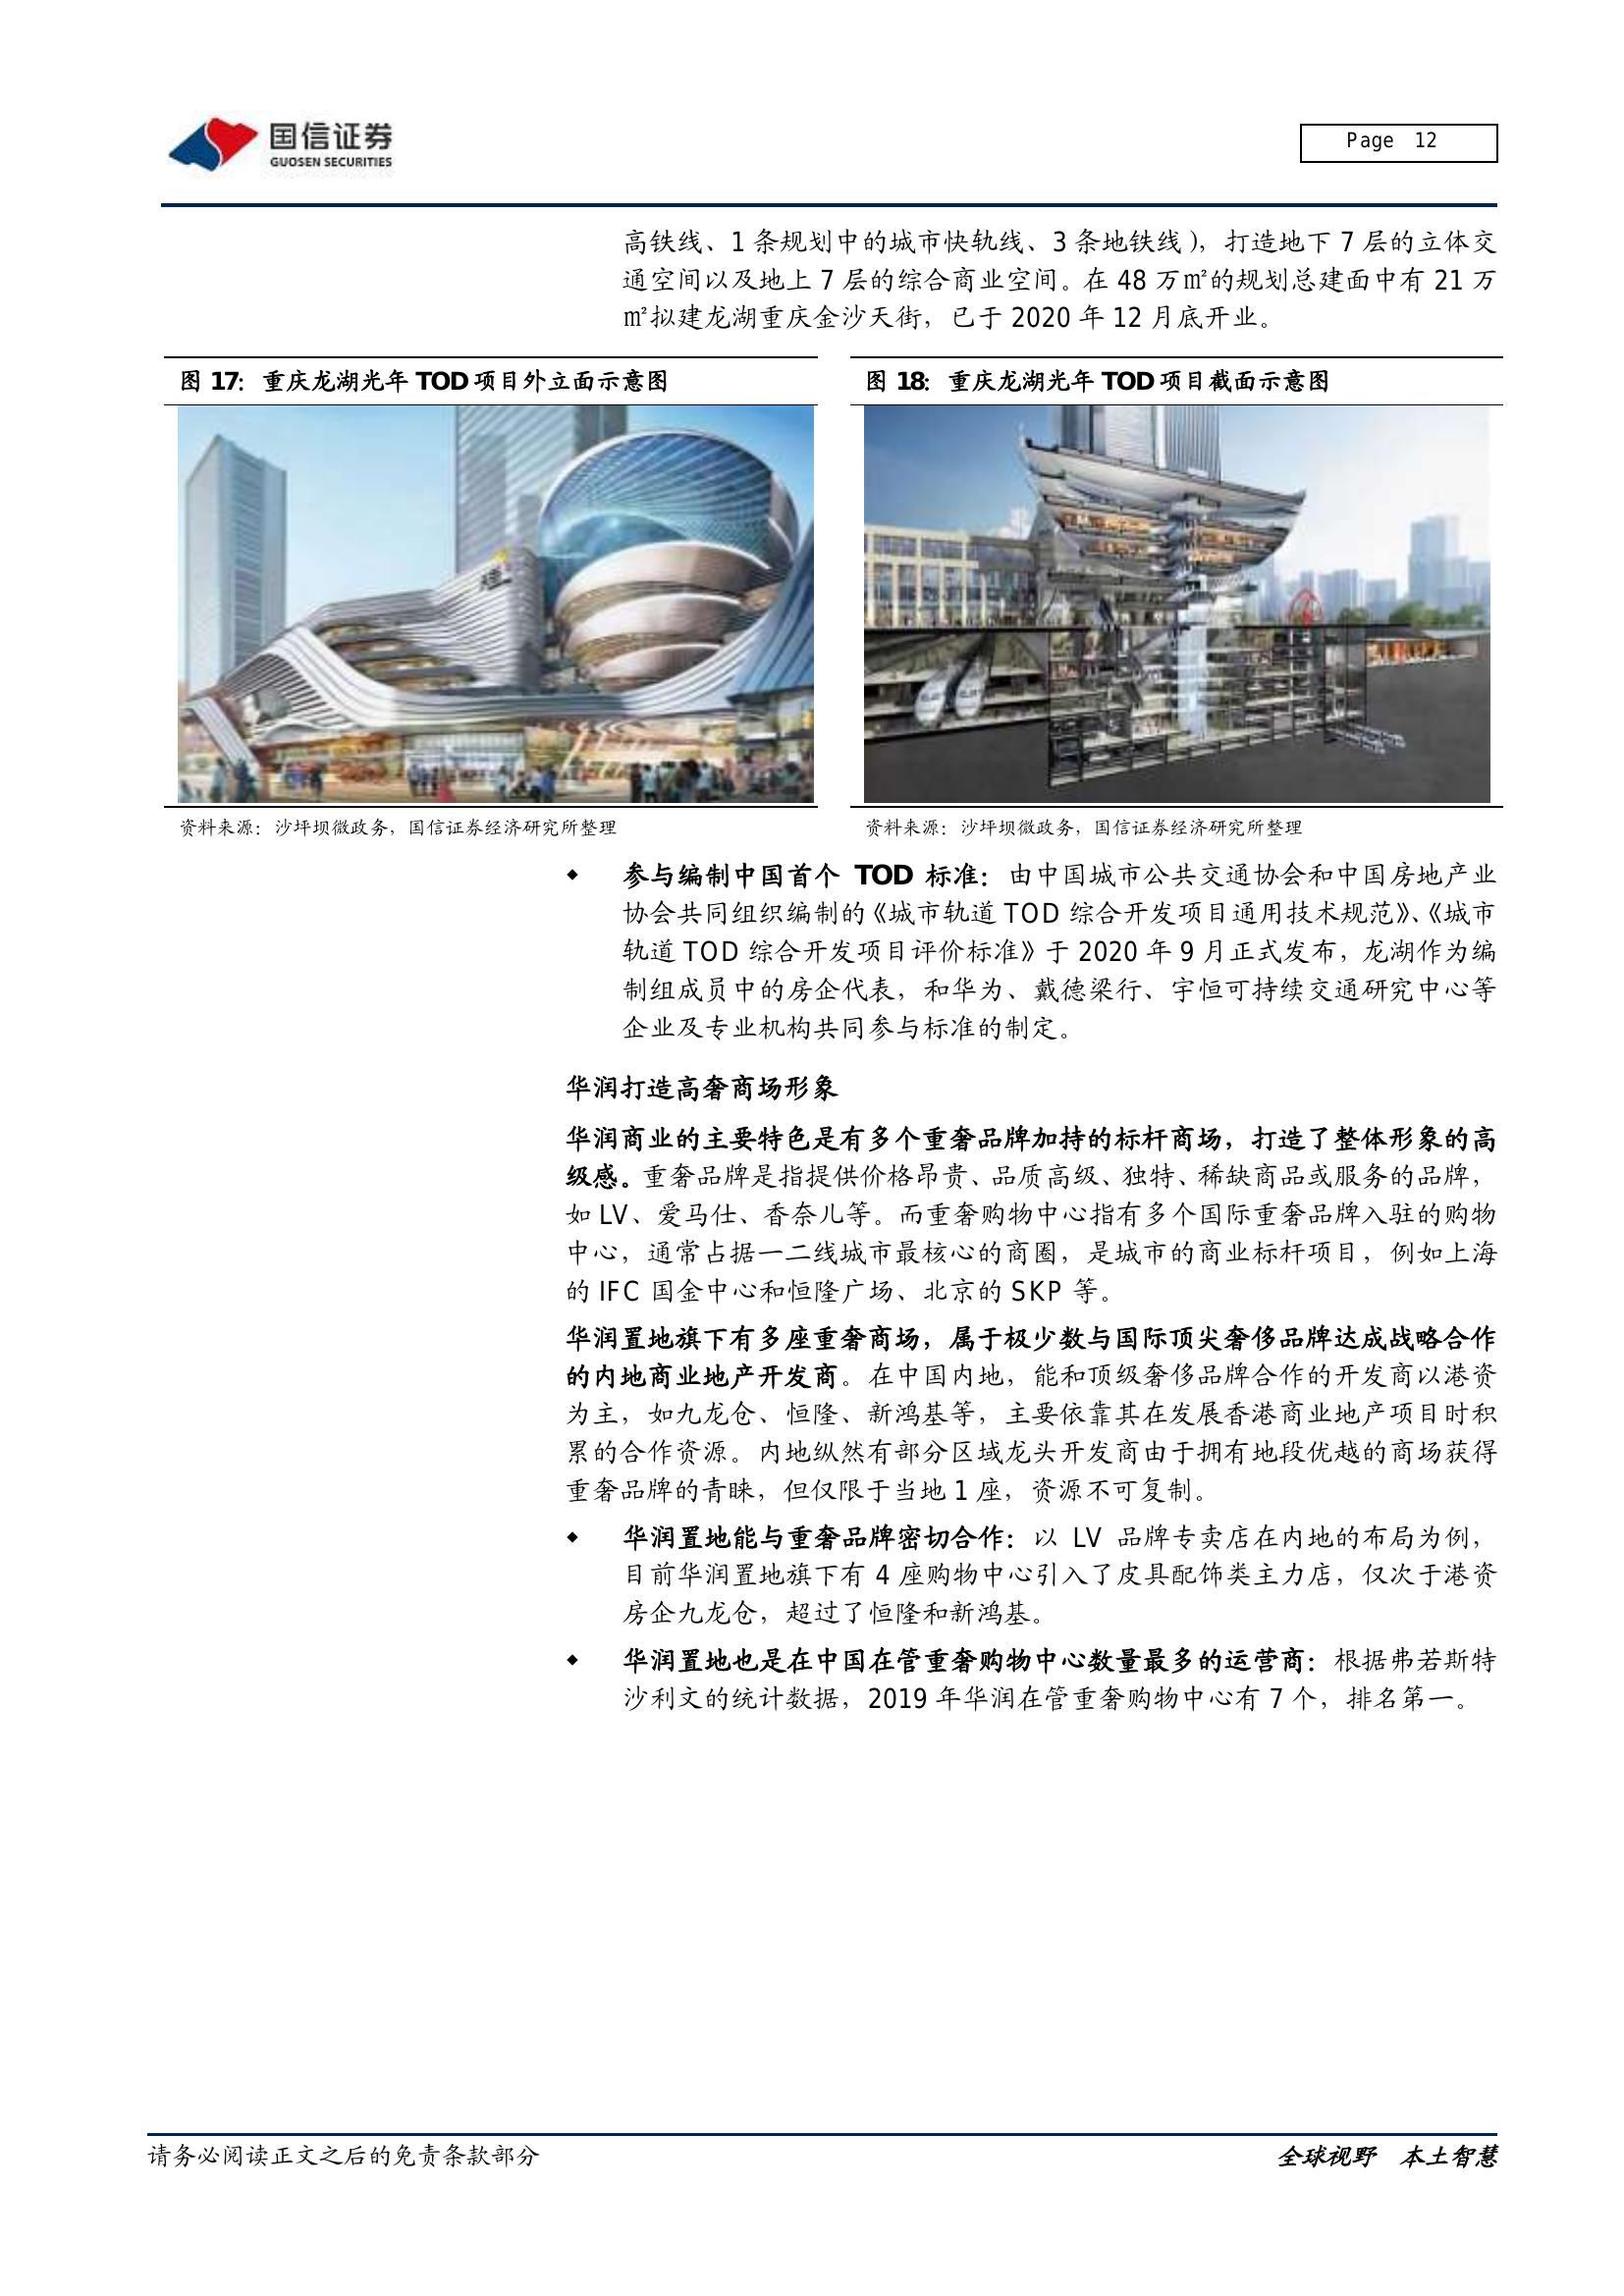 国信证券
GUOSEN SECURITIES
Page 12
高铁线、1 条规划中的城市快轨线、3 条地铁线），打造地下 7 层的立体交
通空间以及地上 7 层的综合商业空间。在 48 万㎡的规划总建面中有 21 万
㎡拟建龙湖重庆金沙天街，已于 2020 年 12 月底开业。
图 17：重庆龙湖光年 TOD 项目外立面示意图
图 18：重庆龙湖光年 TOD 项目截面示意图
资料来源：沙坪坝微政务，国信证券经济研究所整理
资料来源：沙坪坝微政务，国信证券经济研究所整理
◆ 参与编制中国首个 TOD 标准：由中国城市公共交通协会和中国房地产业
协会共同组织编制的《城市轨道 TOD 综合开发项目通用技术规范》、《城市
轨道 TOD 综合开发项目评价标准》于 2020 年 9 月正式发布，龙湖作为编
制组成员中的房企代表，和华为、戴德梁行、宇恒可持续交通研究中心等
企业及专业机构共同参与标准的制定。
华润打造高奢商场形象
华润商业的主要特色是有多个重奢品牌加持的标杆商场，打造了整体形象的高
级感。重奢品牌是指提供价格昂贵、品质高级、独特、稀缺商品或服务的品牌，
如 LV、爱马仕、香奈儿等。而重奢购物中心指有多个国际重奢品牌入驻的购物
中心，通常占据一二线城市最核心的商圈，是城市的商业标杆项目，例如上海
的 IFC 国金中心和恒隆广场、北京的 SKP 等。
华润置地旗下有多座重奢商场，属于极少数与国际顶尖奢侈品牌达成战略合作
的内地商业地产开发商。在中国内地，能和顶级奢侈品牌合作的开发商以港资
为主，如九龙仓、恒隆、新鸿基等，主要依靠其在发展香港商业地产项目时积
累的合作资源。内地纵然有部分区域龙头开发商由于拥有地段优越的商场获得
重奢品牌的青睐，但仅限于当地 1 座，资源不可复制。
◆ 华润置地能与重奢品牌密切合作：以 LV 品牌专卖店在内地的布局为例，
目前华润置地旗下有 4 座购物中心引入了皮具配饰类主力店，仅次于港资
房企九龙仓，超过了恒隆和新鸿基。
◆ 华润置地也是在中国在管重奢购物中心数量最多的运营商：根据弗若斯特
沙利文的统计数据，2019 年华润在管重奢购物中心有 7 个，排名第一。
请务必阅读正文之后的免责条款部分
全球视野 本土智慧